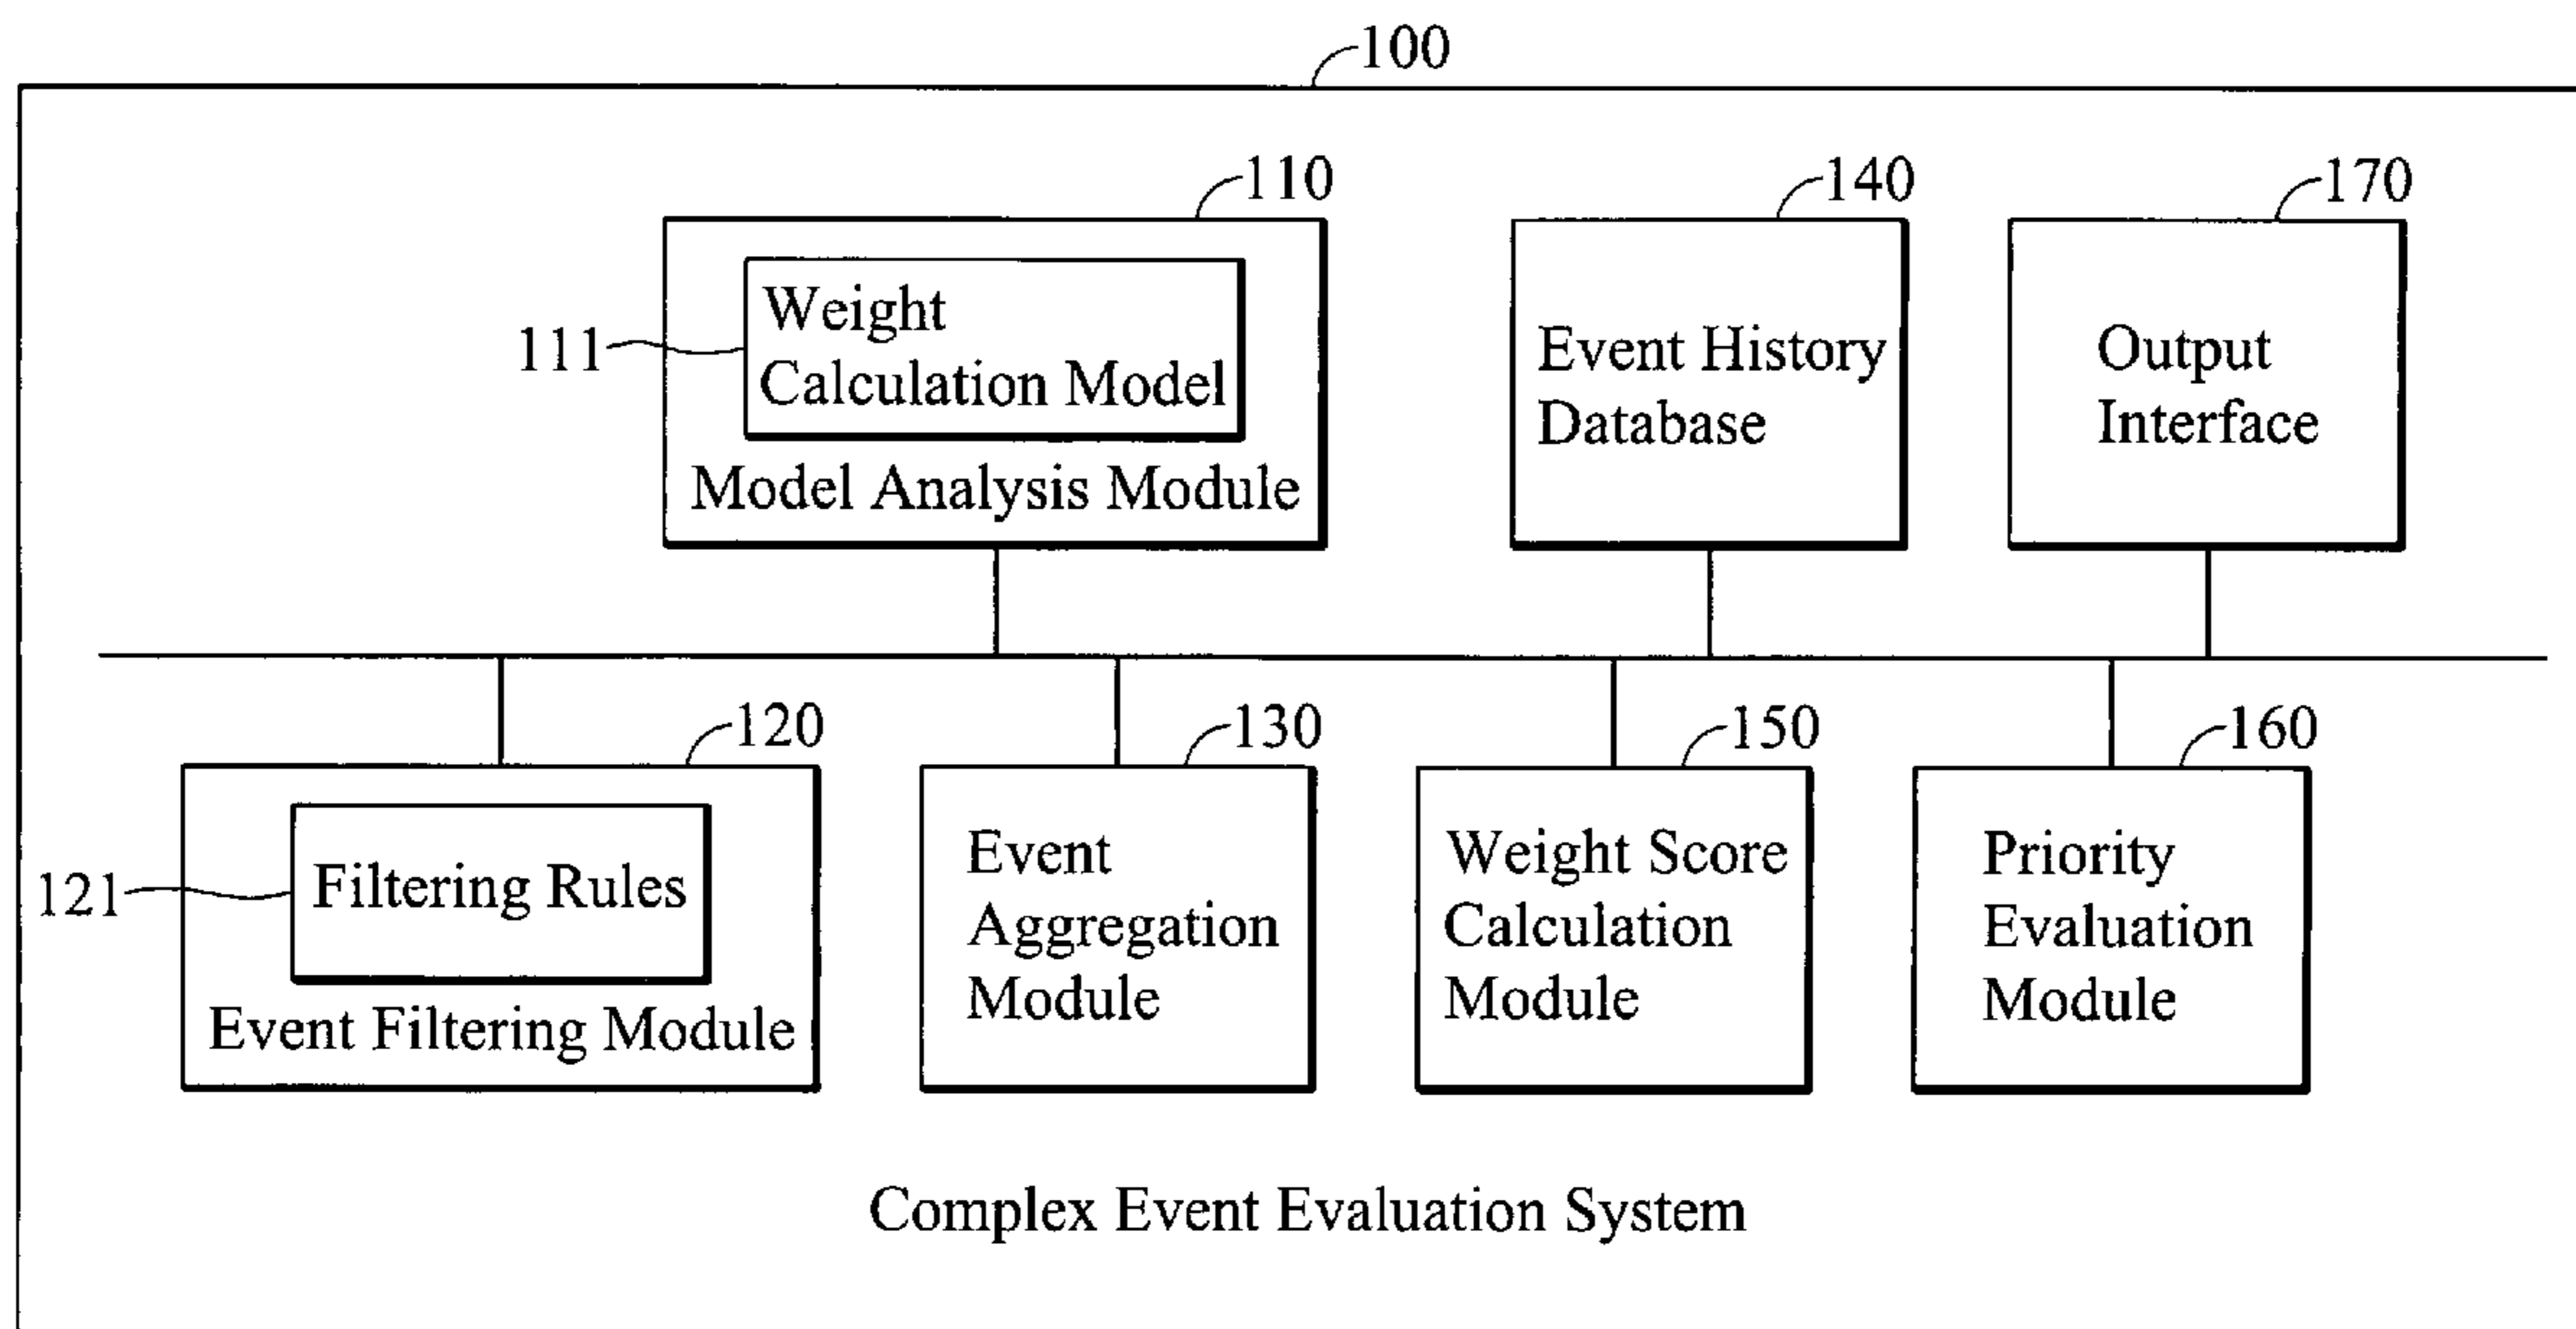 100
110
140
170
111
Weight
Calculation Model
Model Analysis Module
Event History
Database
Output
Interface
120
130
150
160
121
Filtering Rules
Event Filtering Module
Event
Aggregation
Module
Weight Score
Calculation
Module
Priority
Evaluation
Module
Complex Event Evaluation System